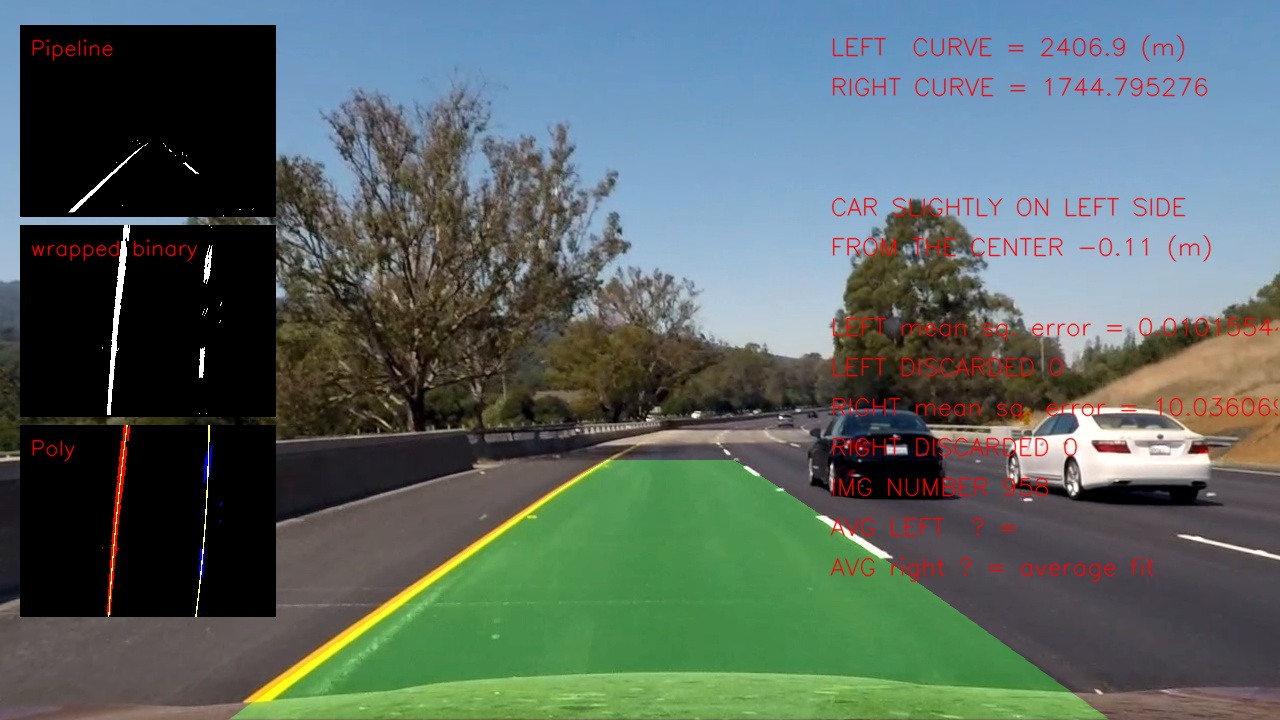 Pipeline
wrapped binary
Poly
LEFT CURVE = 2406.9 (m)
RIGHT CURVE = 1744.795276
CAR SLIGHTLY ON LEFT SIDE
FROM THE CENTER -0.11 (m)
LEFT mean sq. error = 0.0101554
LEFT DISCARDED 0
RIGHT mean sq. error = 10.036069
RIGHT DISCARDED 0
IMG NUMBER 958
AVG LEFT ? =
AVG right ? = average fit